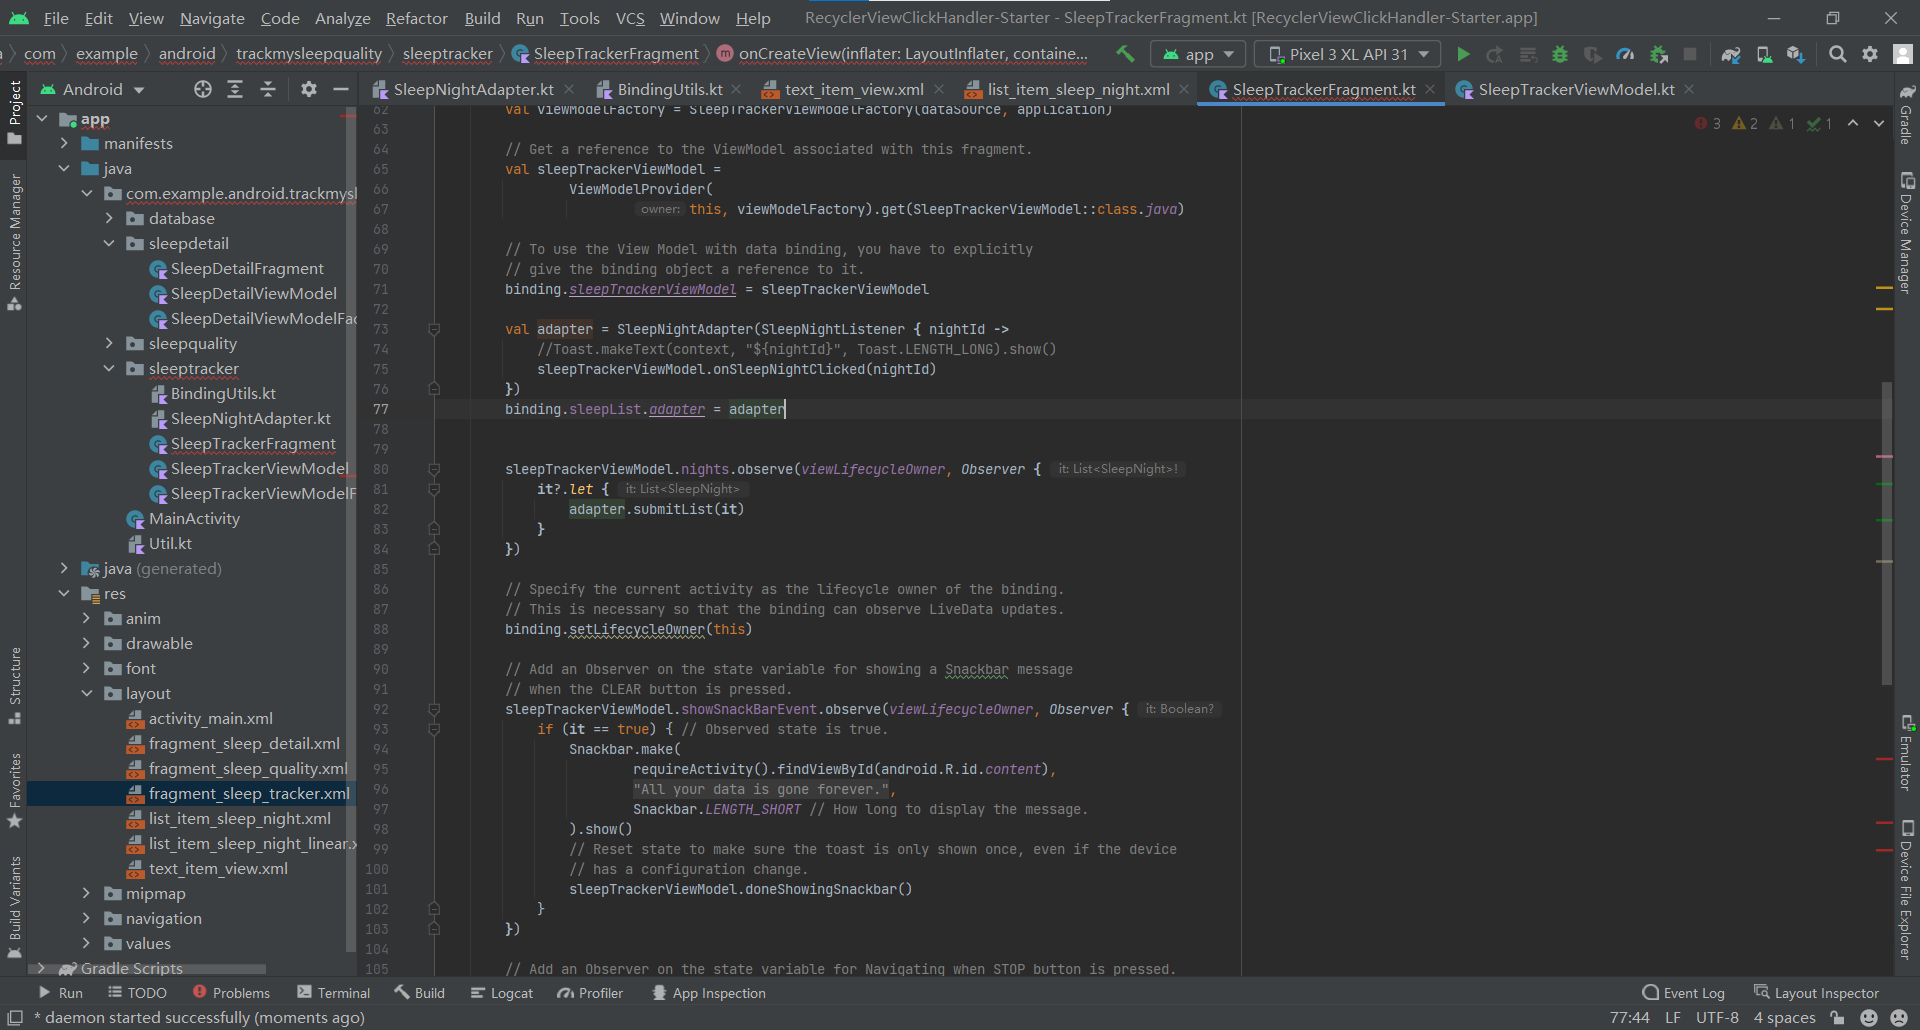 File Edit View Navigate Code Analyze Refactor Build Run Tools VCS Window Help RecyclerViewClickHandler-Starter - SleepTrackerFragment.kt [RecyclerViewClickHandler-Starter.app]
com example android trackmysleepquality sleeptracker SleepTrackerFragment onCreateView(inflater: LayoutInflater, containe... app Pixel 3 XL API 31
Android SleepNightAdapter.kt BindingUtils.kt text_item_view.xml list_item_sleep_night.xml SleepTrackerFragment.kt SleepTrackerViewModel.kt
Project
Resource Manager
Structure
Favorites
Build Variants
app
manifests
java
com.example.android.trackmysl
database
sleepdetail
SleepDetailFragment
SleepDetailViewModel
SleepDetailViewModelFac
sleepquality
sleeptracker
BindingUtils.kt
SleepNightAdapter.kt
SleepTrackerFragment
SleepTrackerViewModel
SleepTrackerViewModelF
MainActivity
Util.kt
java (generated)
res
anim
drawable
font
layout
activity_main.xml
fragment_sleep_detail.xml
fragment_sleep_quality.xml
fragment_sleep_tracker.xml
list_item_sleep_night.xml
list_item_sleep_night_linear.x
text_item_view.xml
mipmap
navigation
values
Gradle Scripts
3 2 1 1
62 val viewModelFactory = SleepTrackerViewModelFactory(dataSource, application)
63
64 // Get a reference to the ViewModel associated with this fragment.
65 val sleepTrackerViewModel =
66 ViewModelProvider(
67 owner: this, viewModelFactory).get(SleepTrackerViewModel::class.java)
68
69 // To use the View Model with data binding, you have to explicitly
70 // give the binding object a reference to it.
71 binding.sleepTrackerViewModel = sleepTrackerViewModel
72
73 val adapter = SleepNightAdapter(SleepNightListener { nightId ->
74 //Toast.makeText(context, "${nightId}", Toast.LENGTH_LONG).show()
75 sleepTrackerViewModel.onSleepNightClicked(nightId)
76 })
77 binding.sleepList.adapter = adapter
78
79
80 sleepTrackerViewModel.nights.observe(viewLifecycleOwner, Observer { it: List<SleepNight>!
81 it?.let { it: List<SleepNight>
82 adapter.submitList(it)
83 }
84 })
85
86 // Specify the current activity as the lifecycle owner of the binding.
87 // This is necessary so that the binding can observe LiveData updates.
88 binding.setLifecycleOwner(this)
89
90 // Add an Observer on the state variable for showing a Snackbar message
91 // when the CLEAR button is pressed.
92 sleepTrackerViewModel.showSnackBarEvent.observe(viewLifecycleOwner, Observer { it: Boolean?
93 if (it == true) { // Observed state is true.
94 Snackbar.make(
95 requireActivity().findViewById(android.R.id.content),
96 "All your data is gone forever.",
97 Snackbar.LENGTH_SHORT // How long to display the message.
98 ).show()
99 // Reset state to make sure the toast is only shown once, even if the device
100 // has a configuration change.
101 sleepTrackerViewModel.doneShowingSnackbar()
102 }
103 })
104
105 // Add an Observer on the state variable for Navigating when STOP button is pressed.
Gradle
Device Manager
Emulator
Device File Explorer
Run TODO Problems Terminal Build Logcat Profiler App Inspection Event Log Layout Inspector
* daemon started successfully (moments ago) 77:44 LF UTF-8 4 spaces